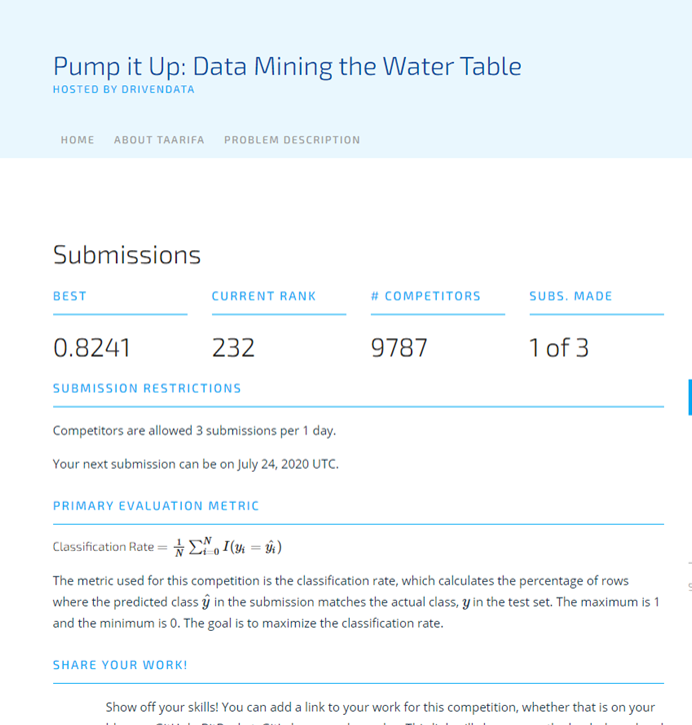 Pump it Up: Data Mining the Water Table
HOSTED BY DRIVENDATA
HOME ABOUT TAARIFA PROBLEM DESCRIPTION
Submissions
BEST CURRENT RANK # COMPETITORS SUBS. MADE
0.8241 232 9787 1 of 3
SUBMISSION RESTRICTIONS
Competitors are allowed 3 submissions per 1 day.
Your next submission can be on July 24, 2020 UTC.
PRIMARY EVALUATION METRIC
Classification Rate = 1/N ∑_{i=0}^{N} I(y_i = ŷ_i)
The metric used for this competition is the classification rate, which calculates the percentage of rows
where the predicted class ŷ in the submission matches the actual class, y in the test set. The maximum is 1
and the minimum is 0. The goal is to maximize the classification rate.
SHARE YOUR WORK!
Show off your skills! You can add a link to your work for this competition, whether that is on your